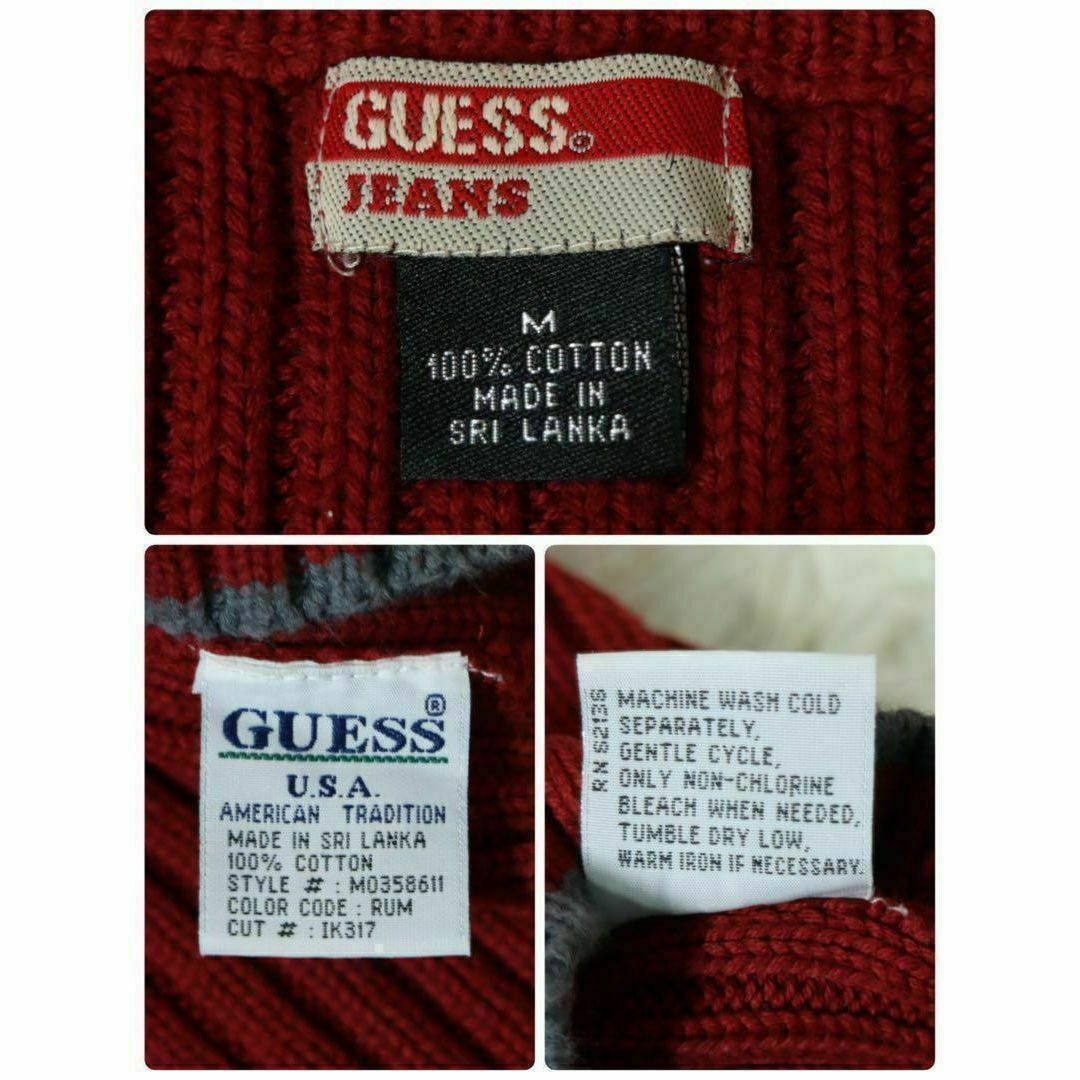 GUESS®
JEANS
M
100% COTTON
MADE IN
SRI LANKA
GUESS®
U.S.A.
AMERICAN TRADITION
MADE IN SRI LANKA
100% COTTON
STYLE # : M0358611
COLOR CODE : RUM
CUT # : IK317
RN 62135
MACHINE WASH COLD
SEPARATELY,
GENTLE CYCLE,
ONLY NON-CHLORINE
BLEACH WHEN NEEDED,
TUMBLE DRY LOW,
WARM IRON IF NECESSARY.